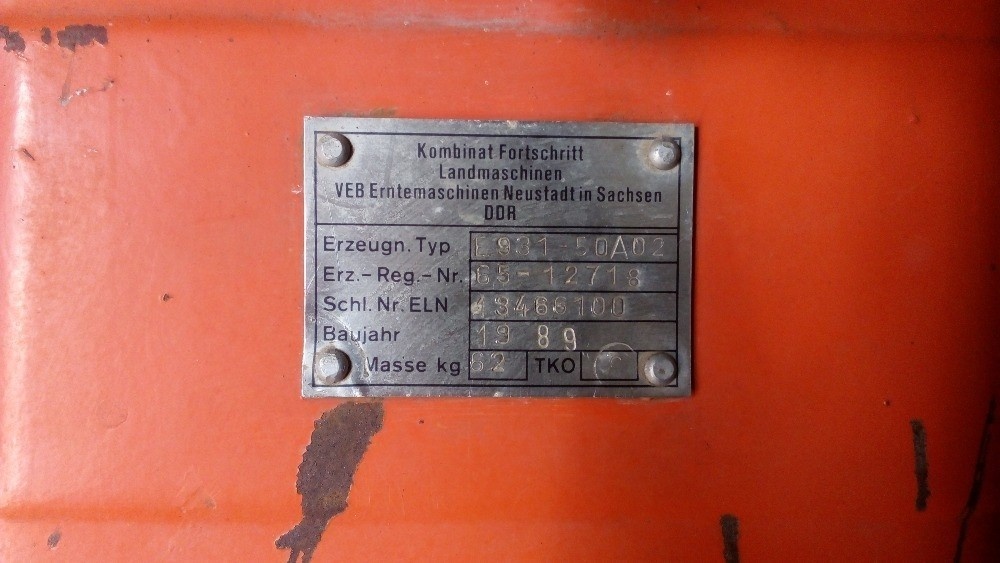 Kombinat Fortschritt
Landmaschinen
VEB Erntemaschinen Neustadt in Sachsen
DDR
Erzeugn. Typ E931-50A02
Erz.-Reg.-Nr. 65-12718
Schl. Nr. ELN 43466100
Baujahr 19 89
Masse kg 62 TKO